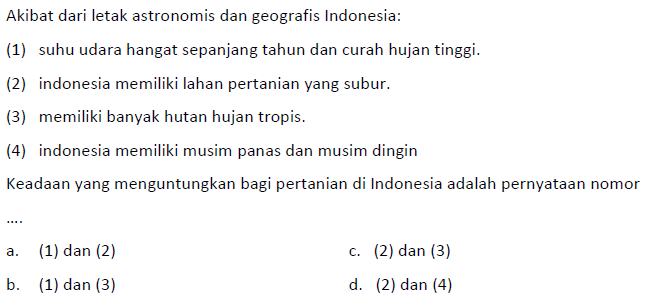 Akibat dari letak astronomis dan geografis Indonesia:
(1) suhu udara hangat sepanjang tahun dan curah hujan tinggi.
(2) indonesia memiliki lahan pertanian yang subur.
(3) memiliki banyak hutan hujan tropis.
(4) indonesia memiliki musim panas dan musim dingin
Keadaan yang menguntungkan bagi pertanian di Indonesia adalah pernyataan nomor
....
a. (1) dan (2) c. (2) dan (3)
b. (1) dan (3) d. (2) dan (4)